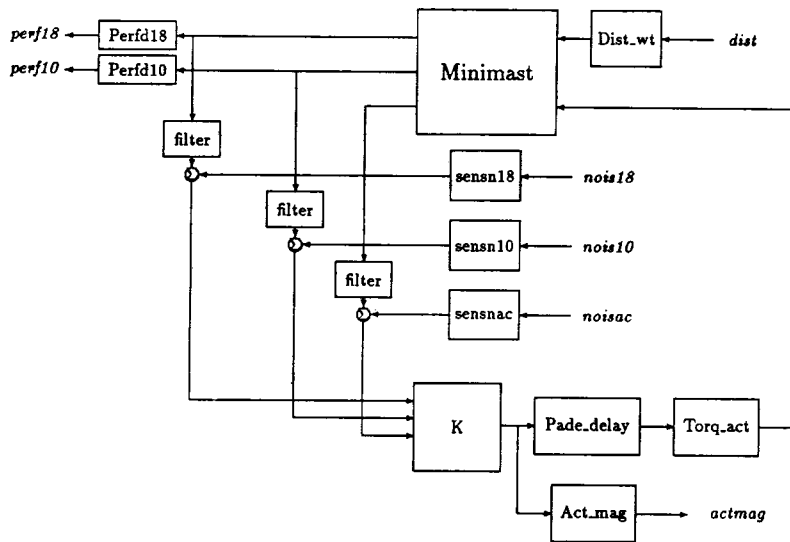 perf18 Perfd18 Dist_wt dist
perf10 Perfd10 Minimast
filter
sensn18 nois18
filter
sensn10 nois10
filter
sensnac noisac
K Pade_delay Torq_act
Act_mag actmag